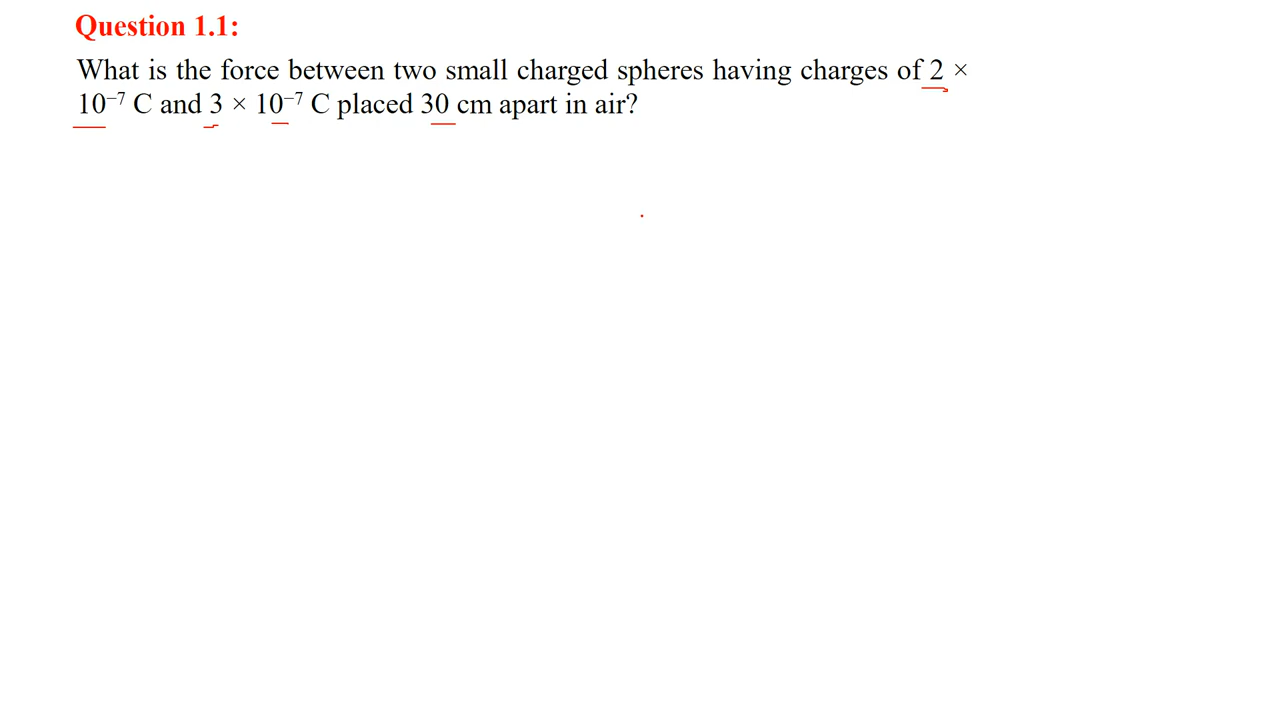 Question 1.1:
What is the force between two small charged spheres having charges of 2 ×
10⁻⁷ C and 3 × 10⁻⁷ C placed 30 cm apart in air?